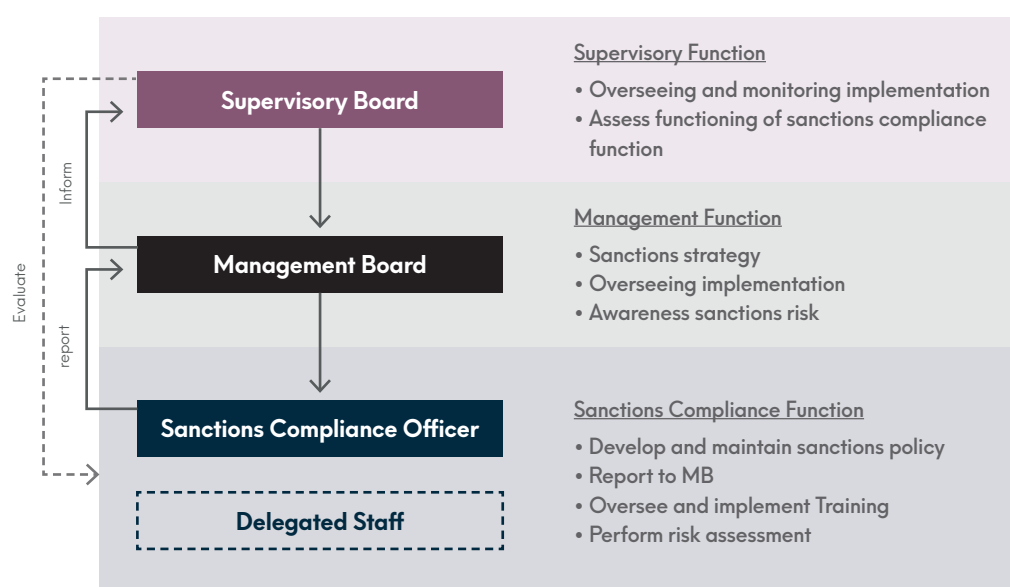 Supervisory Function
Supervisory Board
• Overseeing and monitoring implementation
• Assess functioning of sanctions compliance
function
Inform
Management Function
Management Board
• Sanctions strategy
• Overseeing implementation
• Awareness sanctions risk
Evaluate
report
Sanctions Compliance Function
Sanctions Compliance Officer
• Develop and maintain sanctions policy
• Report to MB
• Oversee and implement Training
• Perform risk assessment
Delegated Staff